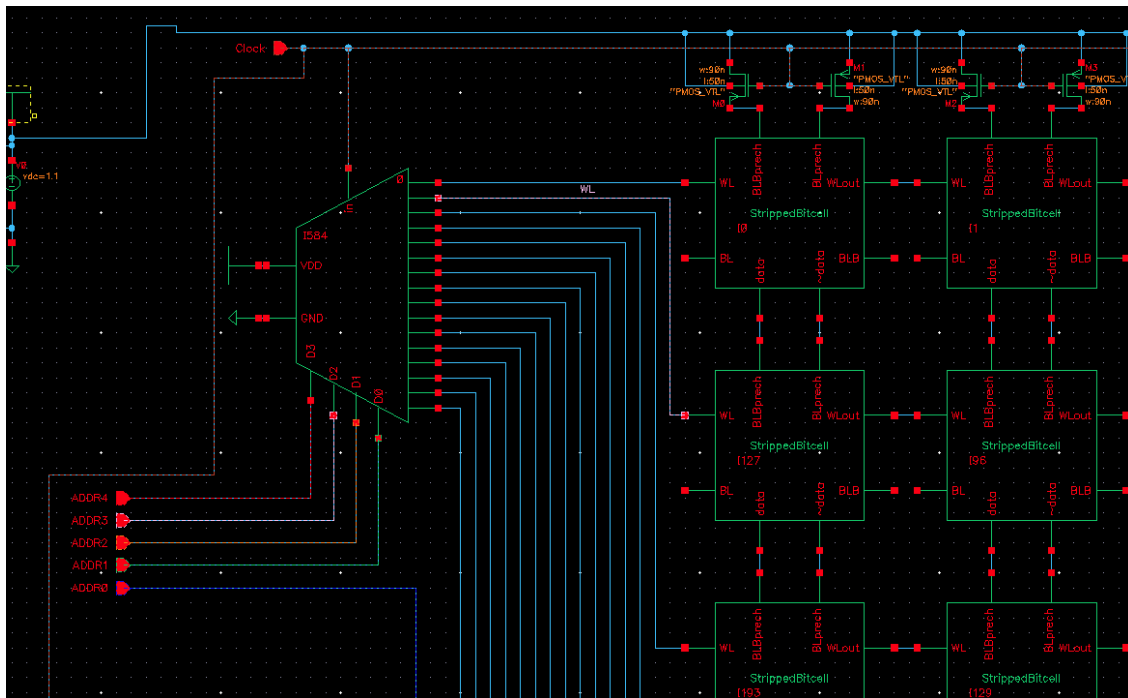 Clock
w:90n
l:50n
"PMOS_VTL"
M0
M1
"PMOS_VTL"
l:50n
w:90n
w:90n
l:50n
"PMOS_VTL"
M2
M3
l:50n
w:90n
V0
vdc=1.1
0
In
I584
VDD
GND
D3
D2
D1
D0
WL
ADDR4
ADDR3
ADDR2
ADDR1
ADDR0
WL
BLBprech
BLprech
WLout
StrippedBitcell
I0
BL
data
~data
BLB
WL
BLBprech
BLprech
WLout
StrippedBitcell
I1
BL
data
~data
BLB
WL
BLBprech
BLprech
WLout
StrippedBitcell
I127
BL
data
~data
BLB
WL
BLBprech
BLprech
WLout
StrippedBitcell
I96
BL
data
~data
BLB
WL
BLBprech
BLprech
WLout
StrippedBitcell
I193
WL
BLBprech
BLprech
WLout
StrippedBitcell
I129